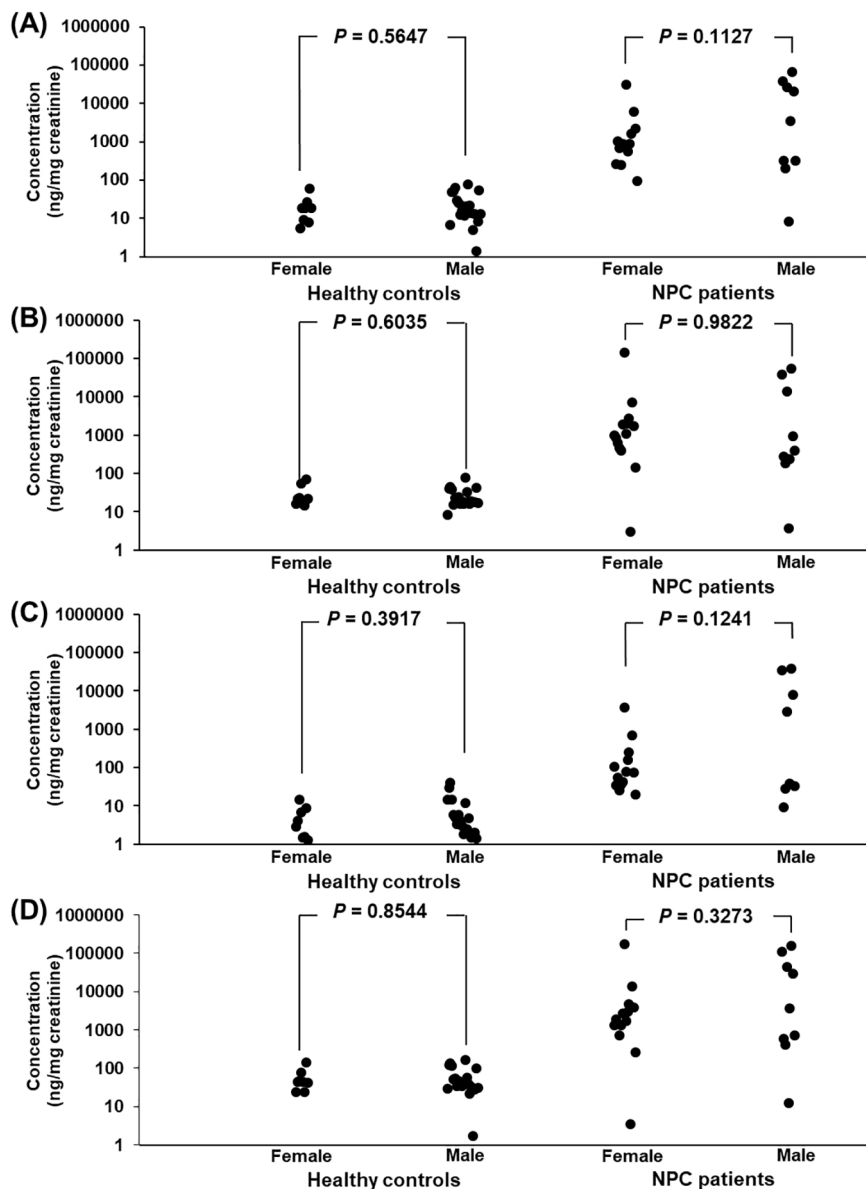 (A)
P = 0.5647
P = 0.1127
Concentration
(ng/mg creatinine)
1000000
100000
10000
1000
100
10
1
Female
Male
Female
Male
Healthy controls
NPC patients
(B)
P = 0.6035
P = 0.9822
Concentration
(ng/mg creatinine)
1000000
100000
10000
1000
100
10
1
Female
Male
Female
Male
Healthy controls
NPC patients
(C)
P = 0.3917
P = 0.1241
Concentration
(ng/mg creatinine)
1000000
100000
10000
1000
100
10
1
Female
Male
Female
Male
Healthy controls
NPC patients
(D)
P = 0.8544
P = 0.3273
Concentration
(ng/mg creatinine)
1000000
100000
10000
1000
100
10
1
Female
Male
Female
Male
Healthy controls
NPC patients